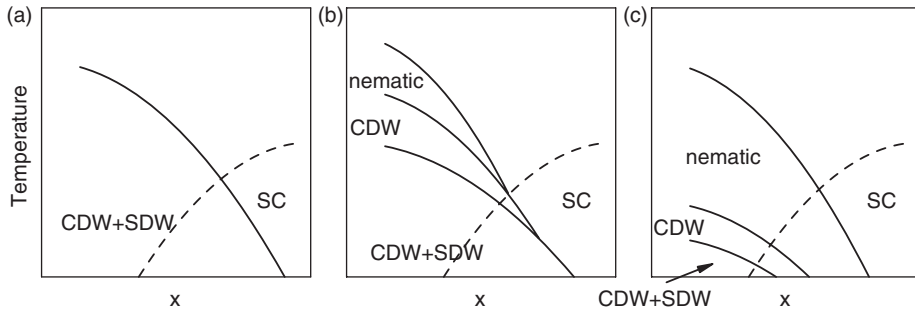 (a)
(b)
(c)
Temperature
CDW+SDW
SC
x
nematic
CDW
CDW+SDW
SC
x
nematic
CDW
SC
CDW+SDW
x